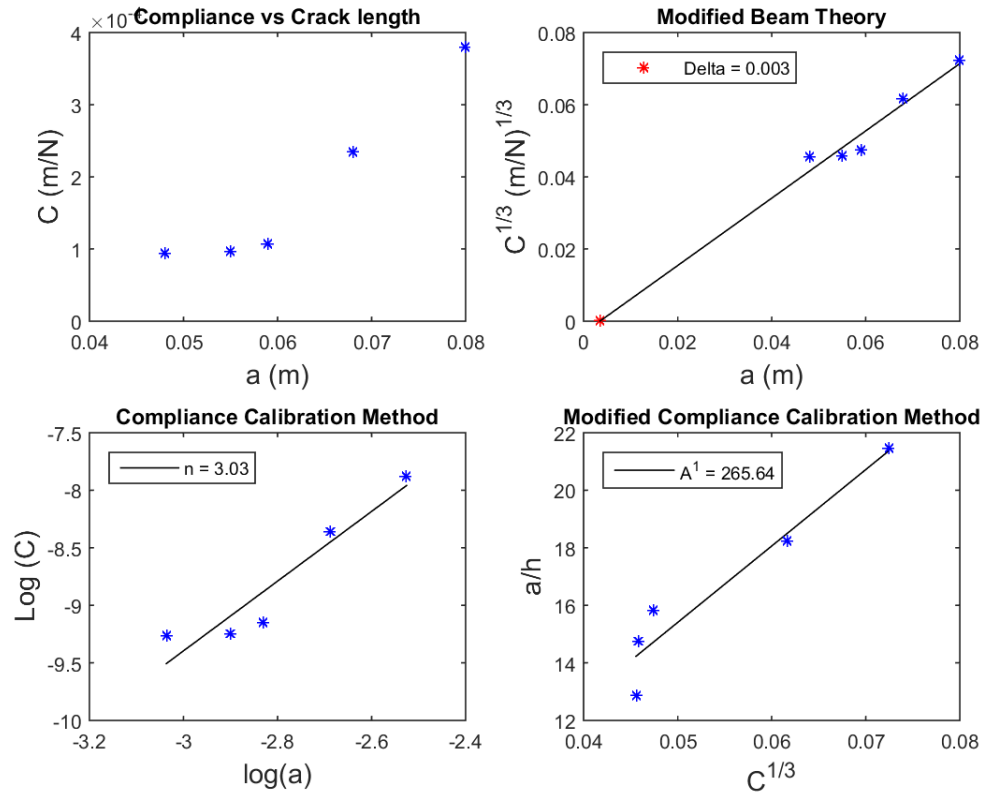 Compliance vs Crack length
×10
4
3
2
1
0
C (m/N)
0.04 0.05 0.06 0.07 0.08
a (m)
Modified Beam Theory
Delta = 0.003
0.08
0.06
0.04
0.02
0
C^1/3 (m/N)^1/3
0 0.02 0.04 0.06 0.08
a (m)
Compliance Calibration Method
n = 3.03
-7.5
-8
-8.5
-9
-9.5
-10
Log (C)
-3.2 -3 -2.8 -2.6 -2.4
log(a)
Modified Compliance Calibration Method
A^1 = 265.64
22
20
18
16
14
12
a/h
0.04 0.05 0.06 0.07 0.08
C^1/3